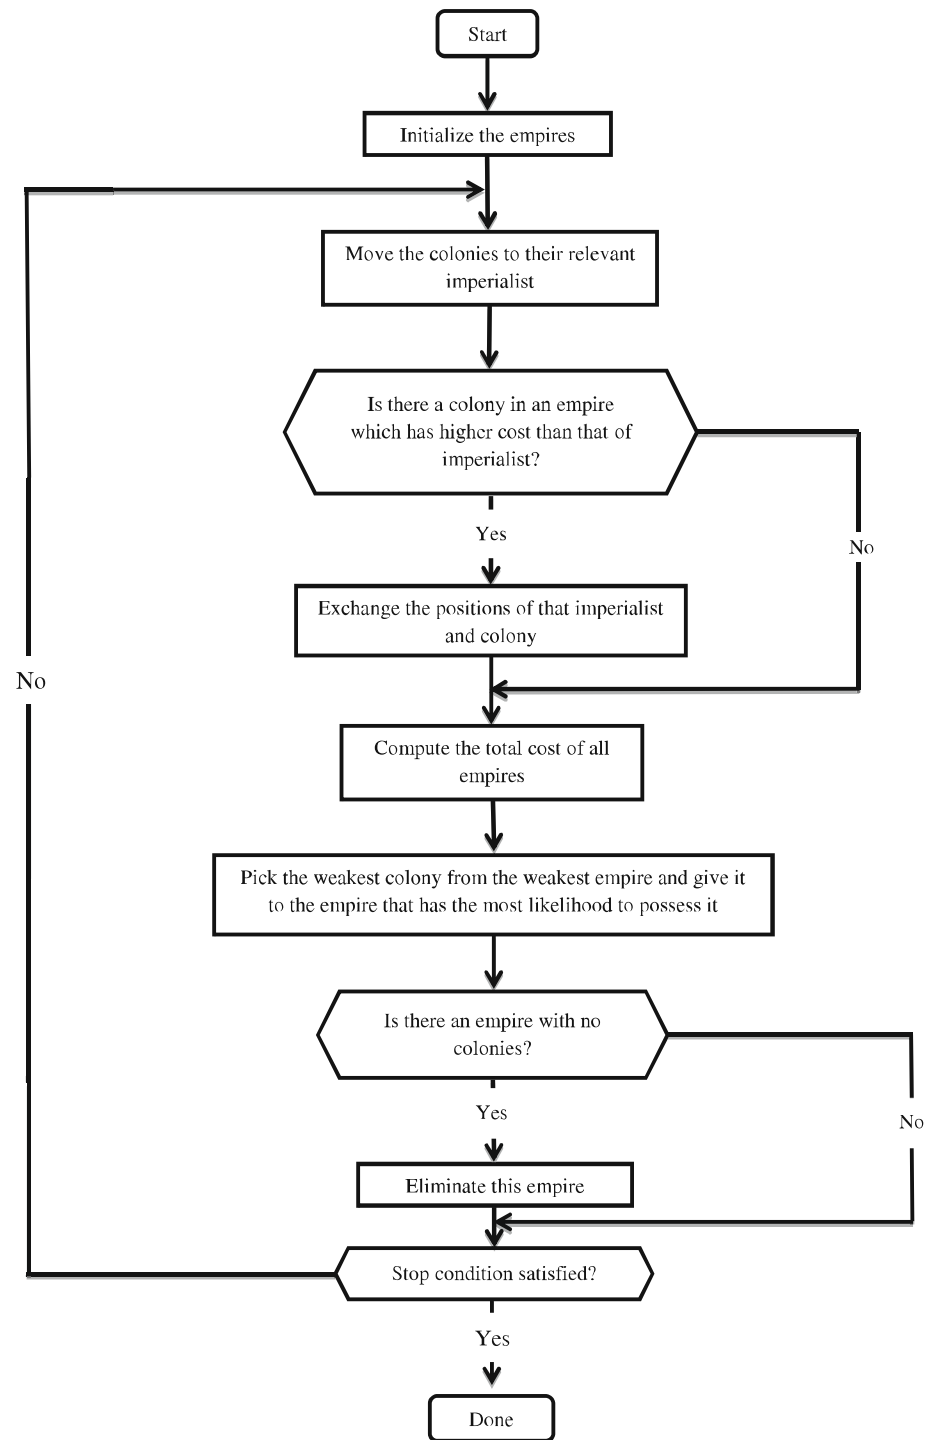 Start
Initialize the empires
Move the colonies to their relevant
imperialist
Is there a colony in an empire
which has higher cost than that of
imperialist?
Yes
No
Exchange the positions of that imperialist
and colony
No
Compute the total cost of all
empires
Pick the weakest colony from the weakest empire and give it
to the empire that has the most likelihood to possess it
Is there an empire with no
colonies?
Yes
No
Eliminate this empire
Stop condition satisfied?
Yes
Done